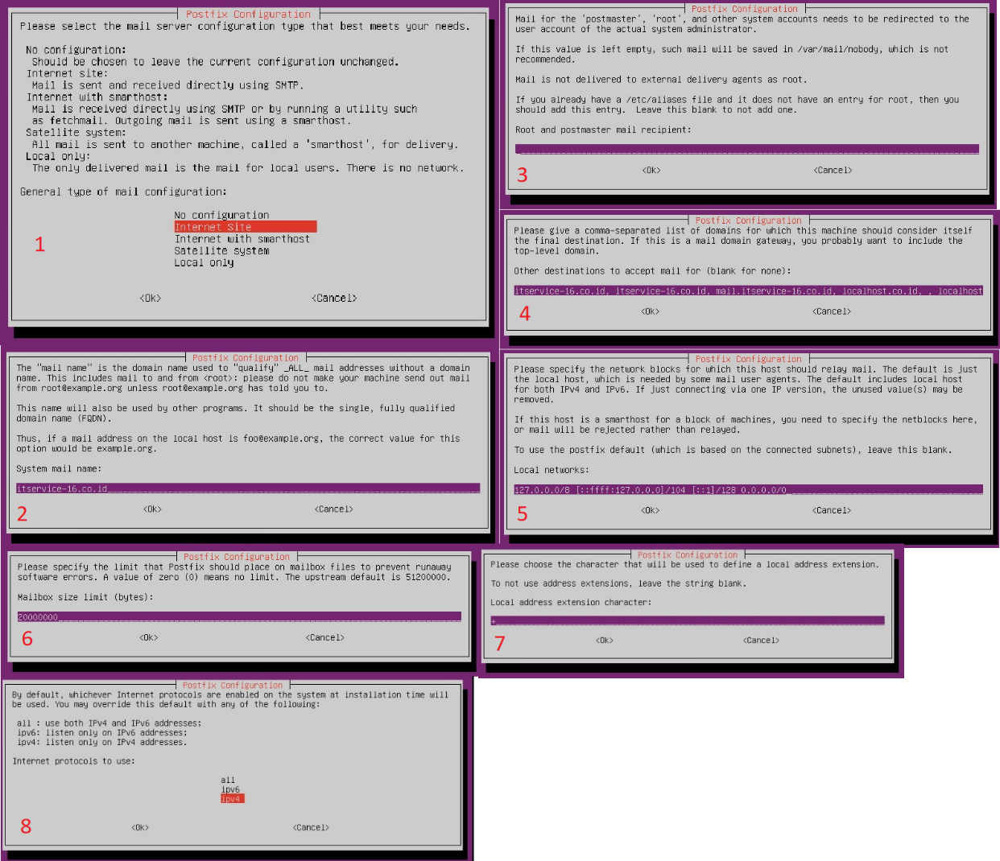 Postfix Configuration
Please select the mail server configuration type that best meets your needs.
No configuration:
Should be chosen to leave the current configuration unchanged.
Internet site:
Mail is sent and received directly using SMTP.
Internet with smarthost:
Mail is received directly using SMTP or by running a utility such
as fetchmail. Outgoing mail is sent using a smarthost.
Satellite system:
All mail is sent to another machine, called a 'smarthost', for delivery.
Local only:
The only delivered mail is the mail for local users. There is no network.
General type of mail configuration:
No configuration
Internet Site
Internet with smarthost
Satellite system
Local only
1
<Ok> <Cancel>
Postfix Configuration
The "mail name" is the domain name used to "qualify" _ALL_ mail addresses without a domain
name. This includes mail to and from <root>: please do not make your machine send out mail
from root@example.org unless root@example.org has told you to.
This name will also be used by other programs. It should be the single, fully qualified
domain name (FQDN).
Thus, if a mail address on the local host is foo@example.org, the correct value for this
option would be example.org.
System mail name:
itservice-16.co.id
<Ok> <Cancel>
2
Postfix Configuration
Mail for the 'postmaster', 'root', and other system accounts needs to be redirected to the
user account of the actual system administrator.
If this value is left empty, such mail will be saved in /var/mail/nobody, which is not
recommended.
Mail is not delivered to external delivery agents as root.
If you already have a /etc/aliases file and it does not have an entry for root, then you
should add this entry.  Leave this blank to not add one.
Root and postmaster mail recipient:
<Ok> <Cancel>
3
Postfix Configuration
Please give a comma-separated list of domains for which this machine should consider itself
the final destination. If this is a mail domain gateway, you probably want to include the
top-level domain.
Other destinations to accept mail for (blank for none):
itservice-16.co.id, itservice-16.co.id, mail.itservice-16.co.id, localhost.co.id, , localhost
<Ok> <Cancel>
4
Postfix Configuration
Please specify the network blocks for which this host should relay mail. The default is just
the local host, which is needed by some mail user agents. The default includes local host
for both IPv4 and IPv6. If just connecting via one IP version, the unused value(s) may be
removed.
If this host is a smarthost for a block of machines, you need to specify the netblocks here,
or mail will be rejected rather than relayed.
To use the postfix default (which is based on the connected subnets), leave this blank.
Local networks:
127.0.0.0/8 [::ffff:127.0.0.0]/104 [::1]/128 0.0.0.0/0
<Ok> <Cancel>
5
Postfix Configuration
Please specify the limit that Postfix should place on mailbox files to prevent runaway
software errors. A value of zero (0) means no limit. The upstream default is 51200000.
Mailbox size limit (bytes):
20000000
<Ok> <Cancel>
6
Postfix Configuration
Please choose the character that will be used to define a local address extension.
To not use address extensions, leave the string blank.
Local address extension character:
+
<Ok> <Cancel>
7
Postfix Configuration
By default, whichever Internet protocols are enabled on the system at installation time will
be used. You may override this default with any of the following:
all : use both IPv4 and IPv6 addresses;
ipv6: listen only on IPv6 addresses;
ipv4: listen only on IPv4 addresses.
Internet protocols to use:
all
ipv6
ipv4
<Ok> <Cancel>
8